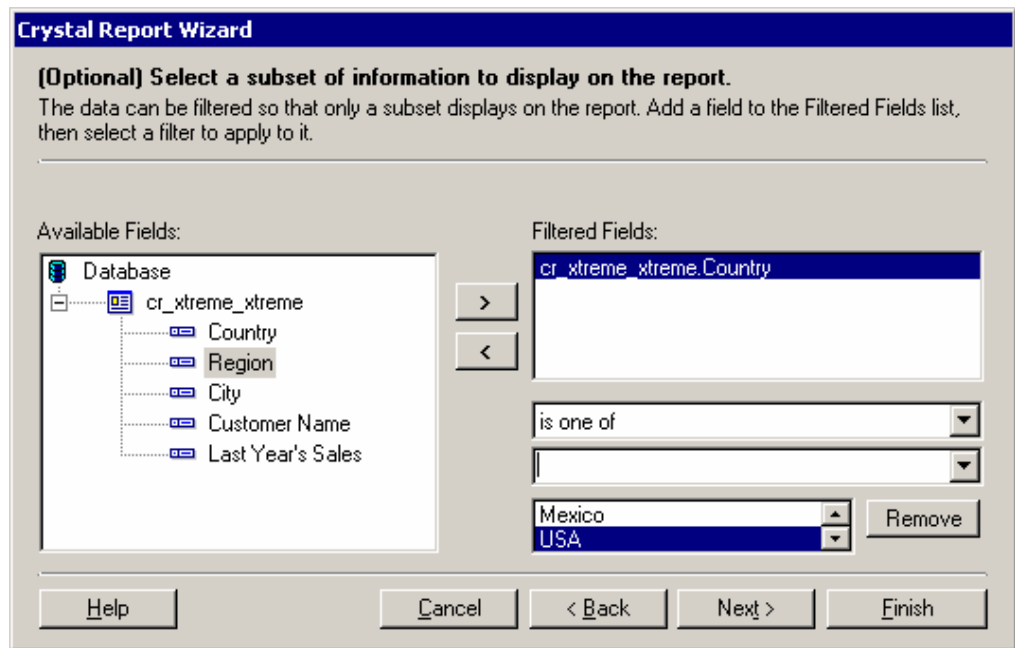 Crystal Report Wizard
(Optional) Select a subset of information to display on the report.
The data can be filtered so that only a subset displays on the report. Add a field to the Filtered Fields list,
then select a filter to apply to it.
Available Fields:
Database
cr_xtreme_xtreme
Country
Region
City
Customer Name
Last Year's Sales
>
<
Filtered Fields:
cr_xtreme_xtreme.Country
is one of
Mexico
USA
Remove
Help
Cancel
< Back
Next >
Finish